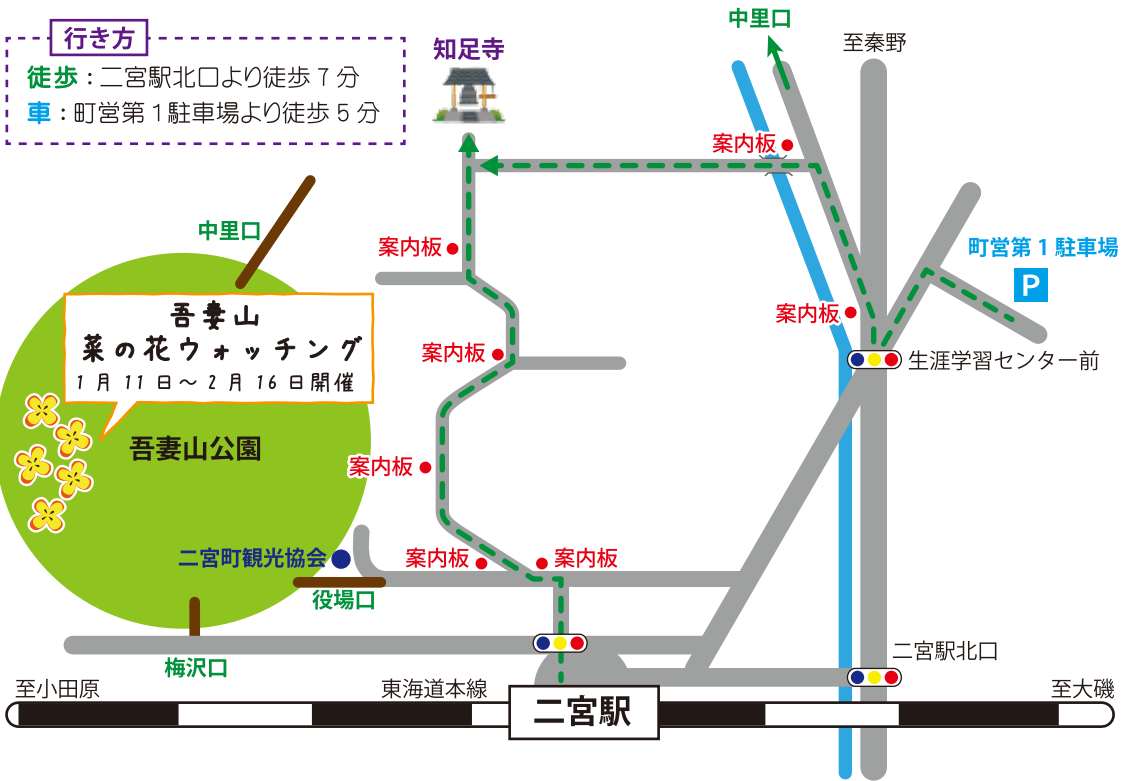 行き方
徒歩：二宮駅北口より徒歩7分
車：町営第1駐車場より徒歩5分
知足寺
中里口
至秦野
案内板
中里口
案内板
町営第1駐車場
P
吾妻山
菜の花ウォッチング
1月11日～2月16日開催
案内板
案内板
生涯学習センター前
吾妻山公園
案内板
二宮町観光協会
案内板
案内板
役場口
梅沢口
二宮駅北口
至小田原
東海道本線
二宮駅
至大磯